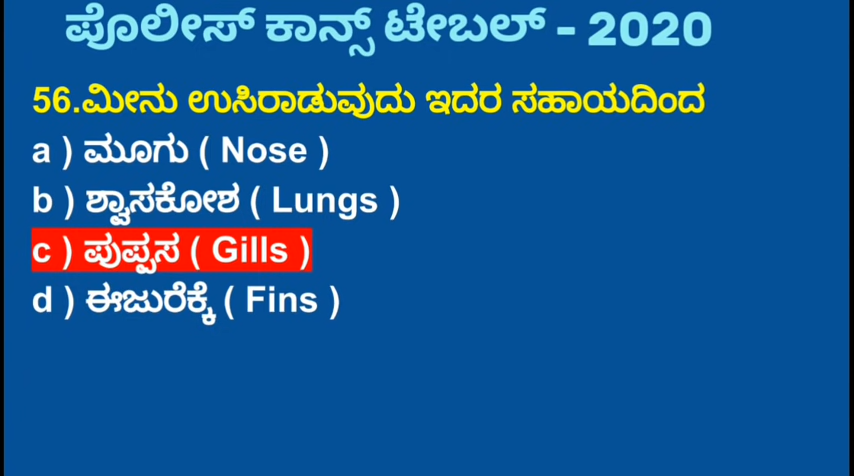 ಪೊಲೀಸ್ ಕಾನ್ಸ್ ಟೇಬಲ್ - 2020
56.ಮೀನು ಉಸಿರಾಡುವುದು ಇದರ ಸಹಾಯದಿಂದ
a ) ಮೂಗು ( Nose )
b ) ಶ್ವಾಸಕೋಶ ( Lungs )
c ) ಪುಪ್ಪಸ ( Gills )
d ) ಈಜುರೆಕ್ಕೆ ( Fins )